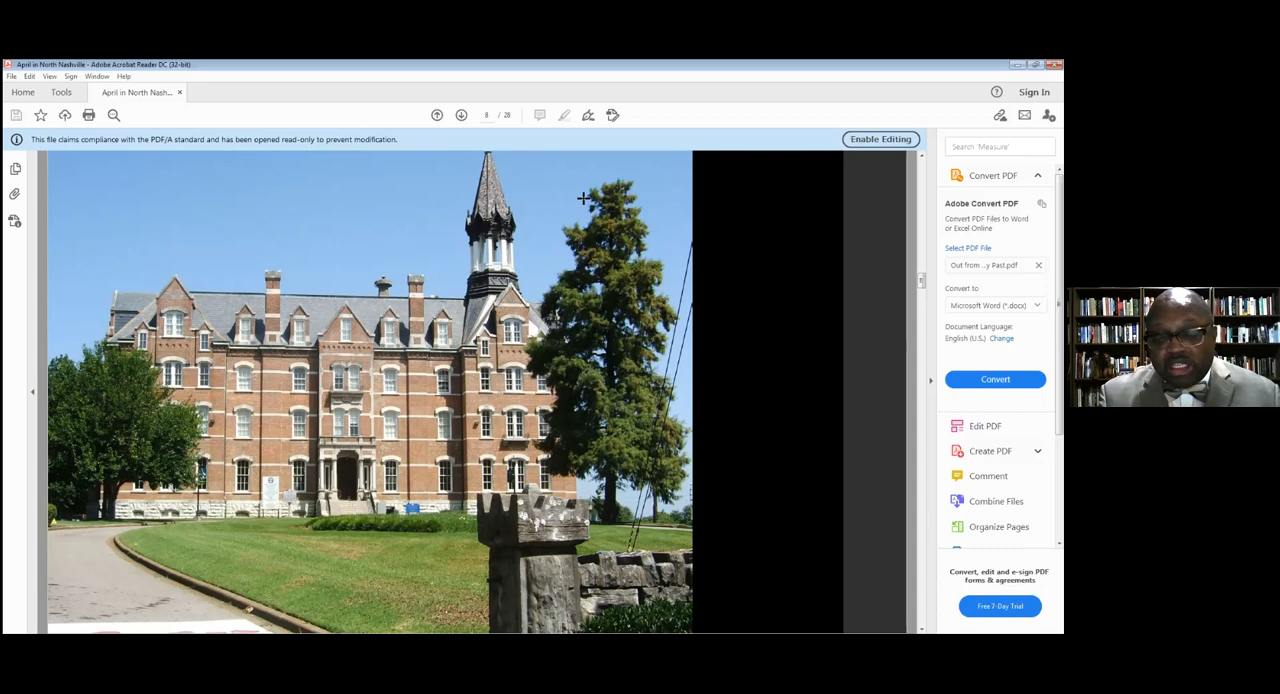 April in North Nashville - Adobe Acrobat Reader DC (32-bit)
File Edit View Sign Window Help
Home Tools April in North Nash... × Sign In
8 / 28
This file claims compliance with the PDF/A standard and has been opened read-only to prevent modification. Enable Editing
Search 'Measure'
Convert PDF
Adobe Convert PDF
Convert PDF Files to Word
or Excel Online
Select PDF File
Out from ...y Past.pdf
Convert to
Microsoft Word (*.docx)
Document Language:
English (U.S.) Change
Convert
Edit PDF
Create PDF
Comment
Combine Files
Organize Pages
Convert, edit and e-sign PDF
forms & agreements
Free 7-Day Trial